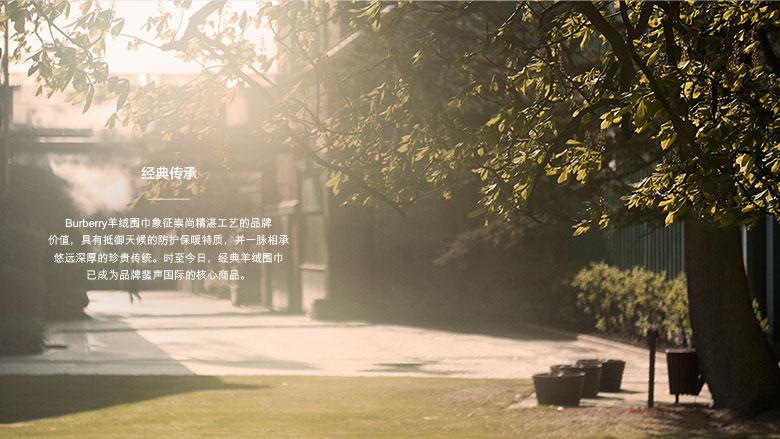 经典传承
Burberry羊绒围巾象征崇尚精湛工艺的品牌
价值，具有抵御天候的防护保暖特质，并一脉相承
悠远深厚的珍贵传统。时至今日，经典羊绒围巾
已成为品牌蜚声国际的核心商品。